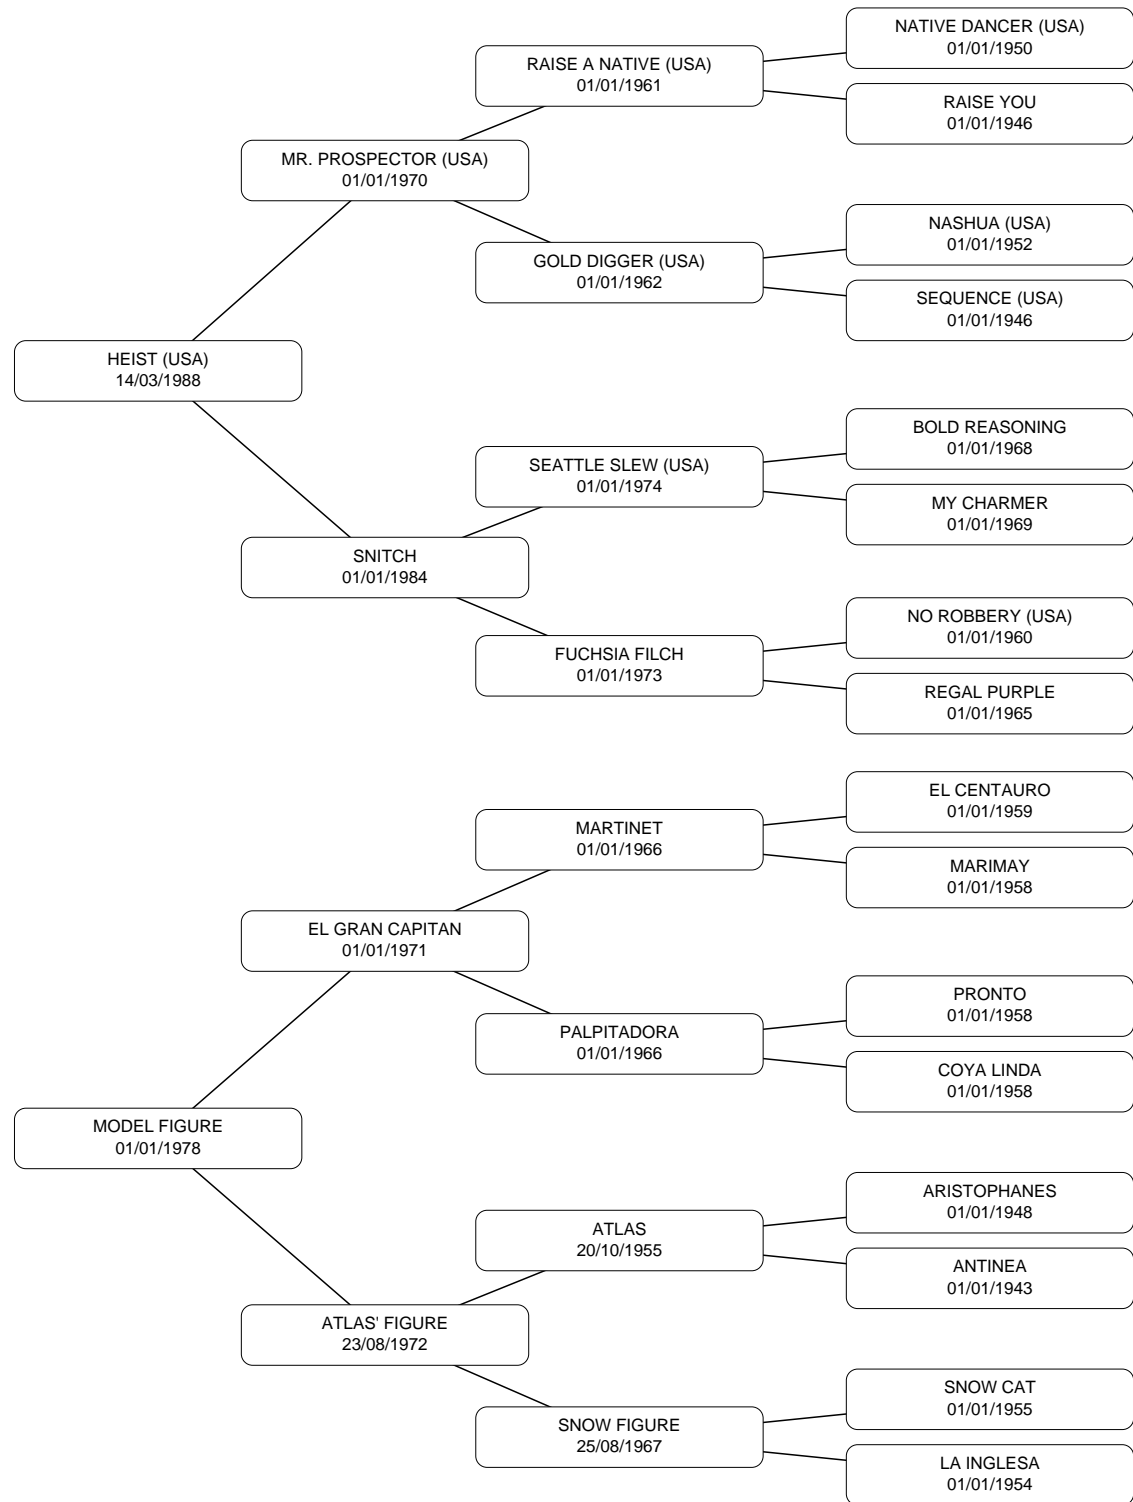 NATIVE DANCER (USA)
01/01/1950
RAISE A NATIVE (USA)
01/01/1961
RAISE YOU
01/01/1946
MR. PROSPECTOR (USA)
01/01/1970
NASHUA (USA)
01/01/1952
GOLD DIGGER (USA)
01/01/1962
SEQUENCE (USA)
01/01/1946
HEIST (USA)
14/03/1988
BOLD REASONING
01/01/1968
SEATTLE SLEW (USA)
01/01/1974
MY CHARMER
01/01/1969
SNITCH
01/01/1984
NO ROBBERY (USA)
01/01/1960
FUCHSIA FILCH
01/01/1973
REGAL PURPLE
01/01/1965
EL CENTAURO
01/01/1959
MARTINET
01/01/1966
MARIMAY
01/01/1958
EL GRAN CAPITAN
01/01/1971
PRONTO
01/01/1958
PALPITADORA
01/01/1966
COYA LINDA
01/01/1958
MODEL FIGURE
01/01/1978
ARISTOPHANES
01/01/1948
ATLAS
20/10/1955
ANTINEA
01/01/1943
ATLAS' FIGURE
23/08/1972
SNOW CAT
01/01/1955
SNOW FIGURE
25/08/1967
LA INGLESA
01/01/1954